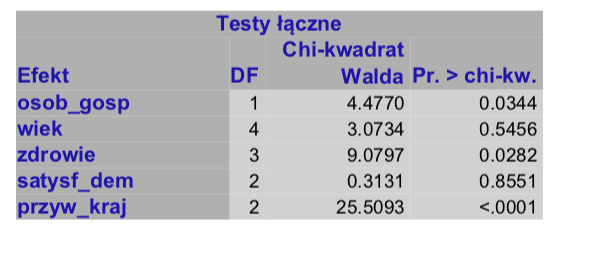 Testy łączne
Efekt DF Chi-kwadrat Walda Pr. > chi-kw.
osob_gosp 1 4.4770 0.0344
wiek 4 3.0734 0.5456
zdrowie 3 9.0797 0.0282
satysf_dem 2 0.3131 0.8551
przyw_kraj 2 25.5093 <.0001